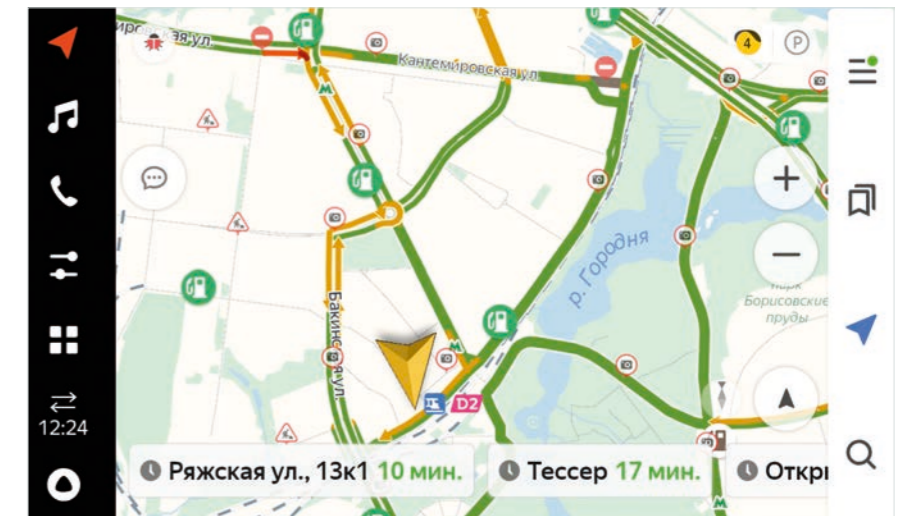 Кантемировская ул.
4
P
М
р. Городня
парк
Борисовские
пруды
Бакинская ул.
М
D2
12:24
Ряжская ул., 13к1 10 мин.
Тессер 17 мин.
М